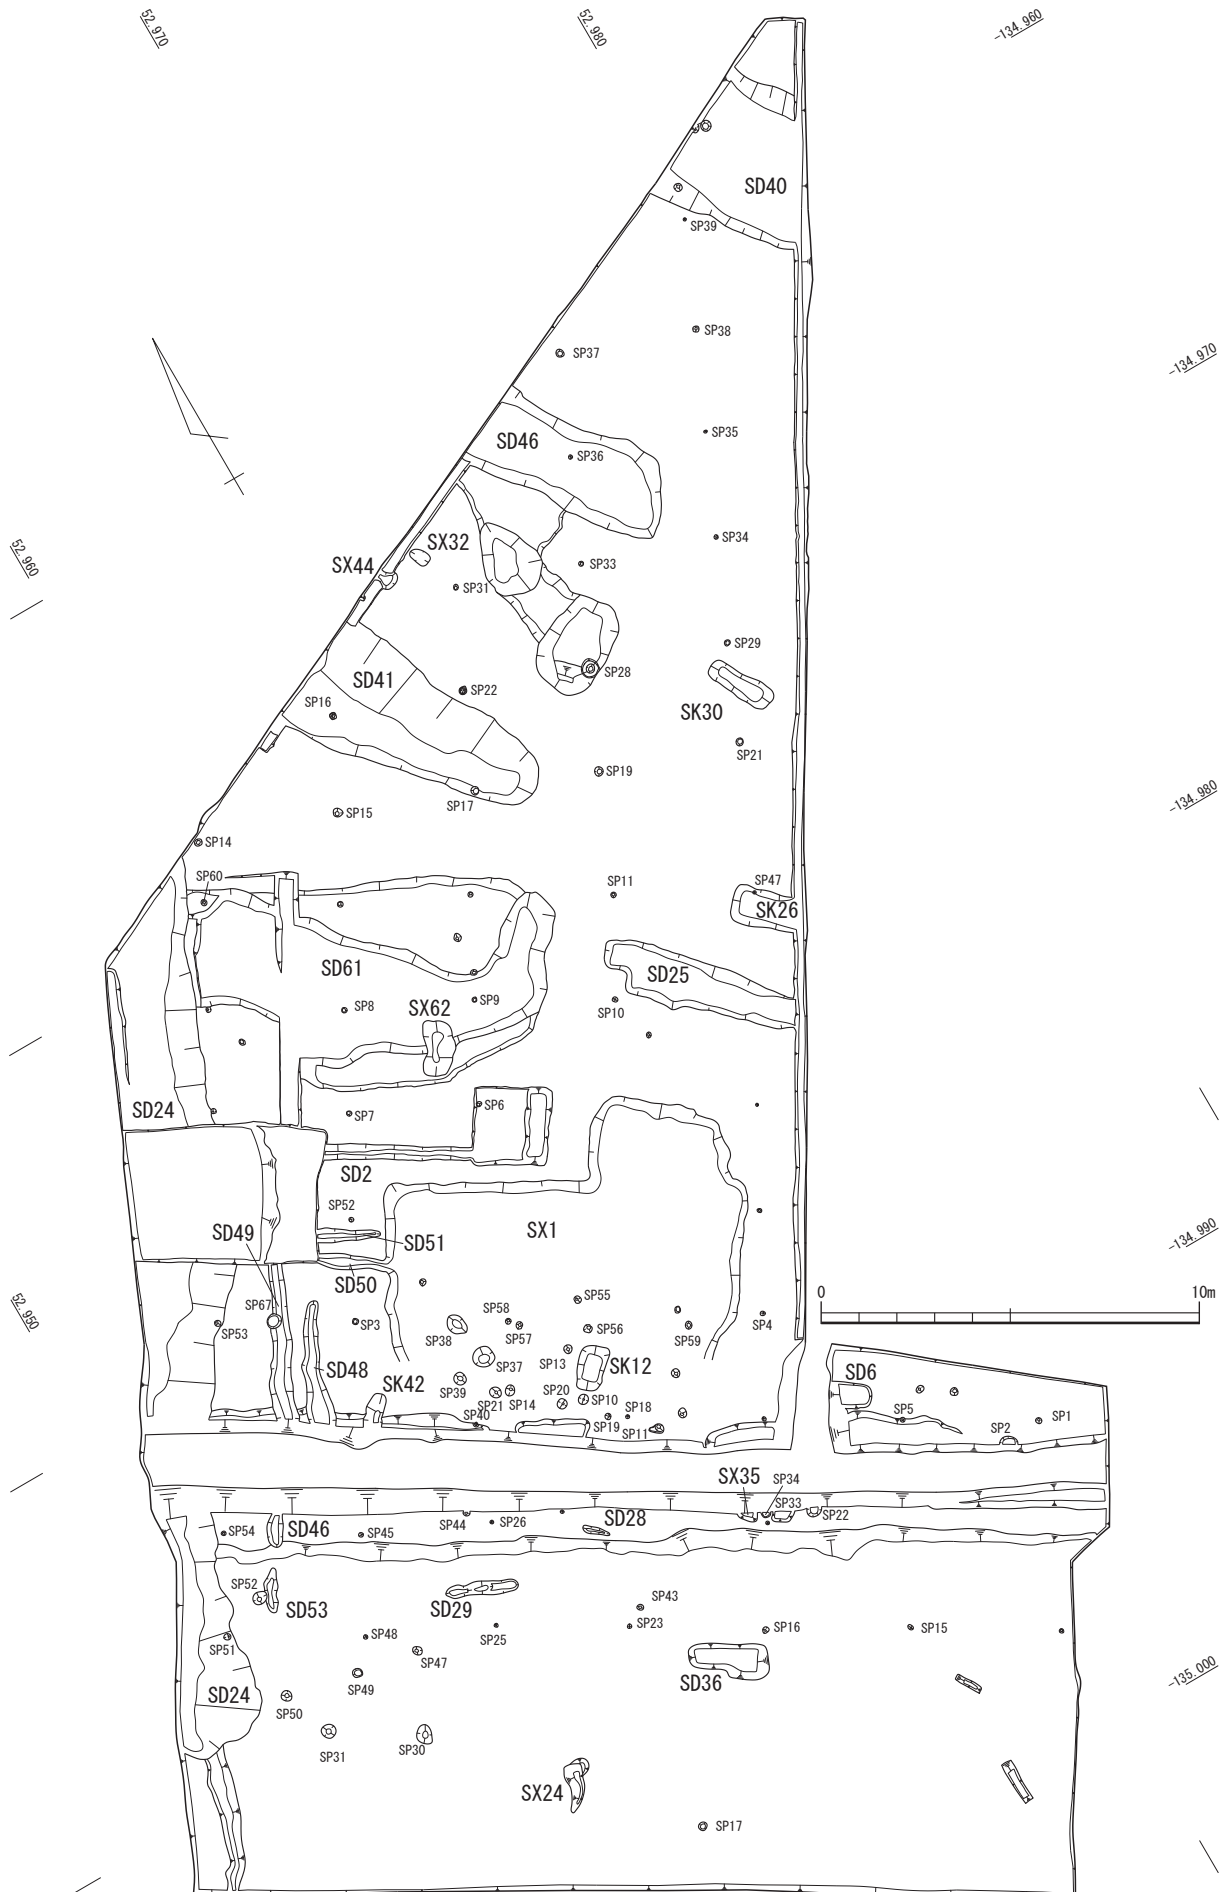 52.970
52.980
-134.960
SD40
SP39
SP38
SP37
-134.970
SP35
SD46
SP36
SP34
SX32
SP33
52.960
SX44
SP31
SP29
SP28
SD41
SP22
SK30
SP16
SP21
SP19
SP17
-134.980
SP15
SP14
SP60
SP11
SP47
SK26
SD61
SD25
SP8
SX62
SP9
SP10
SD24
SP7
SP6
SD2
SP52
SX1
SD49
SD51
-134.990
SD50
0
10m
52.950
SP67
SP53
SP3
SP58
SP55
SP38
SP57
SP56
SP59
SP4
SD48
SP37
SP13
SK12
SD6
SK42
SP39
SP20
SP10
SP21
SP14
SP18
SP40
SP19
SP11
SP5
SP2
SP1
SX35
SP34
SP33
SP54
SD46
SP45
SP44
SP26
SD28
SP22
SP52
SD53
SD29
SP43
SP51
SP48
SP25
SP23
SP16
SP15
SP47
SD24
SP49
SD36
-135.000
SP50
SP31
SP30
SX24
SP17